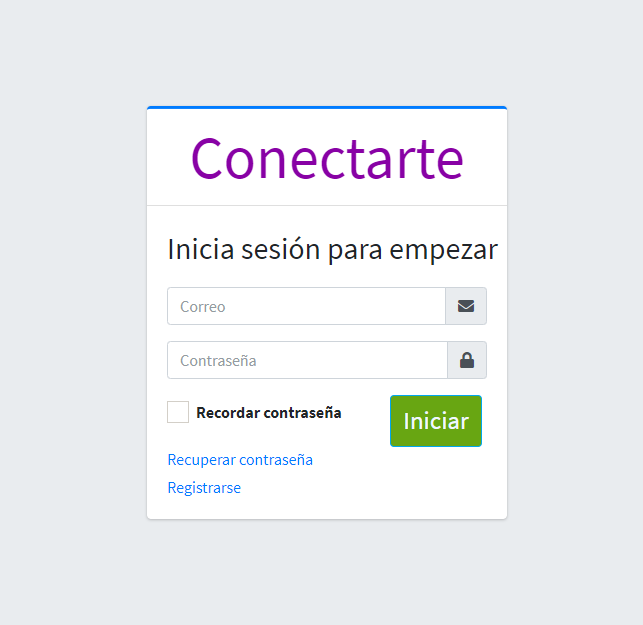 Conectarte
Inicia sesión para empezar
Correo
Contraseña
Recordar contraseña
Iniciar
Recuperar contraseña
Registrarse